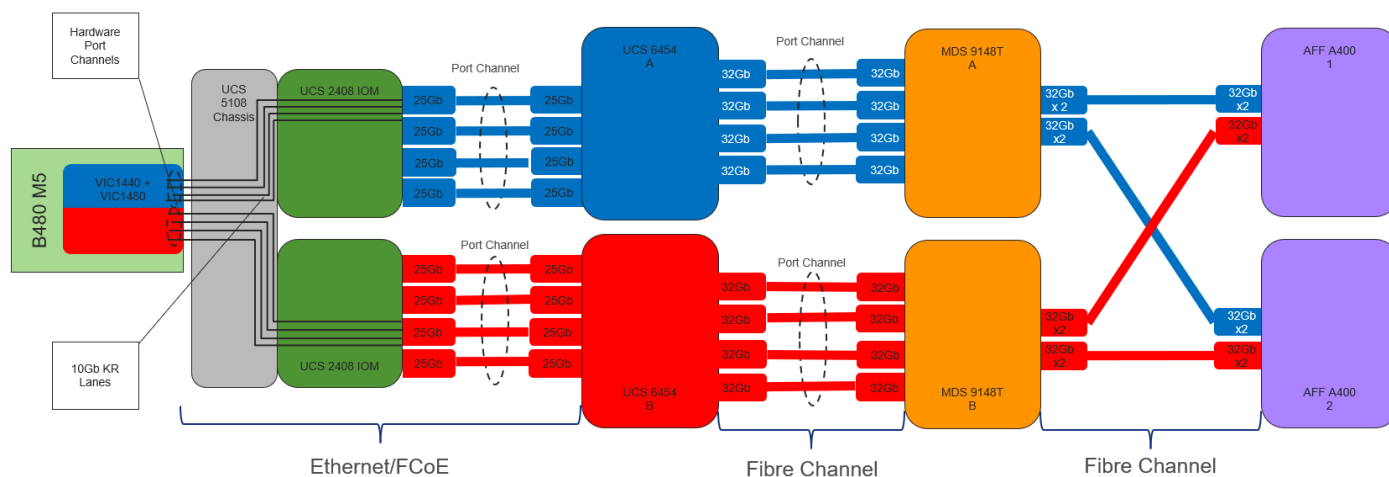 Hardware
Port
Channels
10Gb KR
Lanes
B480 M5
VIC1440 +
VIC1480
UCS
5108
Chassis
UCS 2408 IOM
UCS 2408 IOM
25Gb
25Gb
25Gb
25Gb
Port Channel
25Gb
25Gb
25Gb
25Gb
25Gb
25Gb
25Gb
25Gb
Port Channel
25Gb
25Gb
25Gb
25Gb
UCS 6454
A
UCS 6454
B
32Gb
32Gb
32Gb
32Gb
Port Channel
32Gb
32Gb
32Gb
32Gb
32Gb
32Gb
32Gb
32Gb
Port Channel
32Gb
32Gb
32Gb
32Gb
MDS 9148T
A
MDS 9148T
B
32Gb
x 2
32Gb
x2
32Gb
x2
32Gb
x2
32Gb
x2
32Gb
x2
32Gb
x2
32Gb
x2
AFF A400
1
AFF A400
2
Ethernet/FCoE
Fibre Channel
Fibre Channel